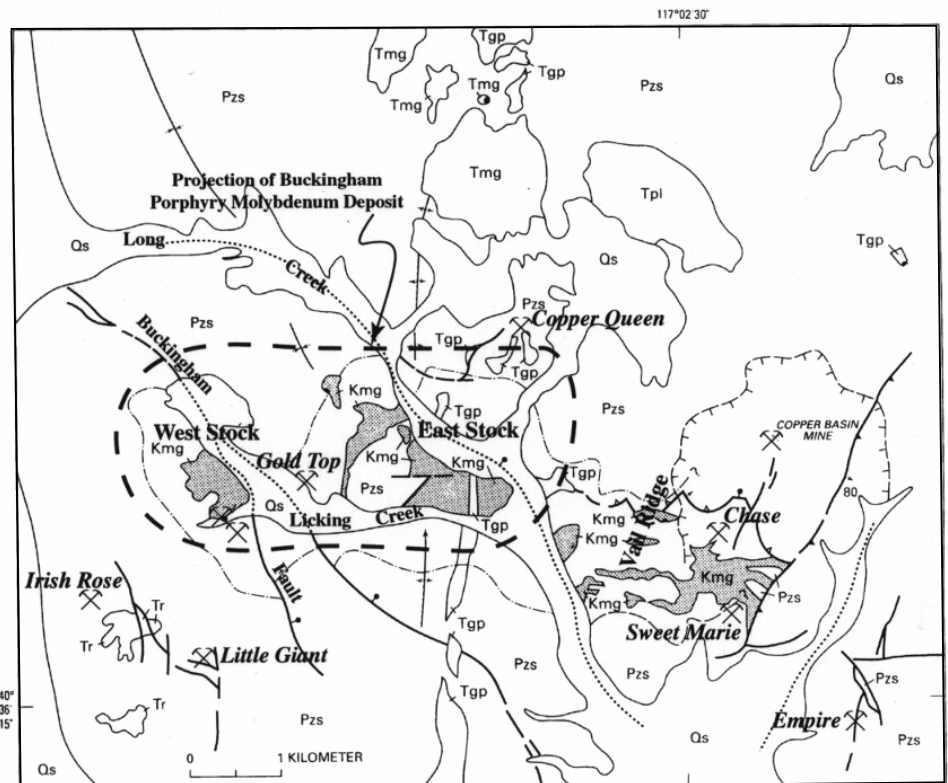 117°02'30"
Tmg
Tgp
Tgp
Pzs
Tmg
Tmg
Pzs
Qs
Projection of Buckingham
Porphyry Molybdenum Deposit
Tmg
Tpl
Qs
Long
Creek
Qs
Tgp
Pzs
Buckingham
Pzs
Copper Queen
Tgp
Tgp
Kmg
Tgp
Pzs
West Stock
East Stock
COPPER BASIN
MINE
Kmg
Gold Top
Kmg
Kmg
Tgp
80
Pzs
Qs
Licking
Creek
Tgp
Kmg
Vail Ridge
Chase
Kmg
Irish Rose
Fault
Kmg
Kmg
Pzs
Tr
Tr
Tgp
Sweet Marie
Little Giant
Pzs
Pzs
Tgp
Pzs
40°
36'
15"
Tr
Pzs
Empire
Qs
0
1 KILOMETER
Qs
Pzs